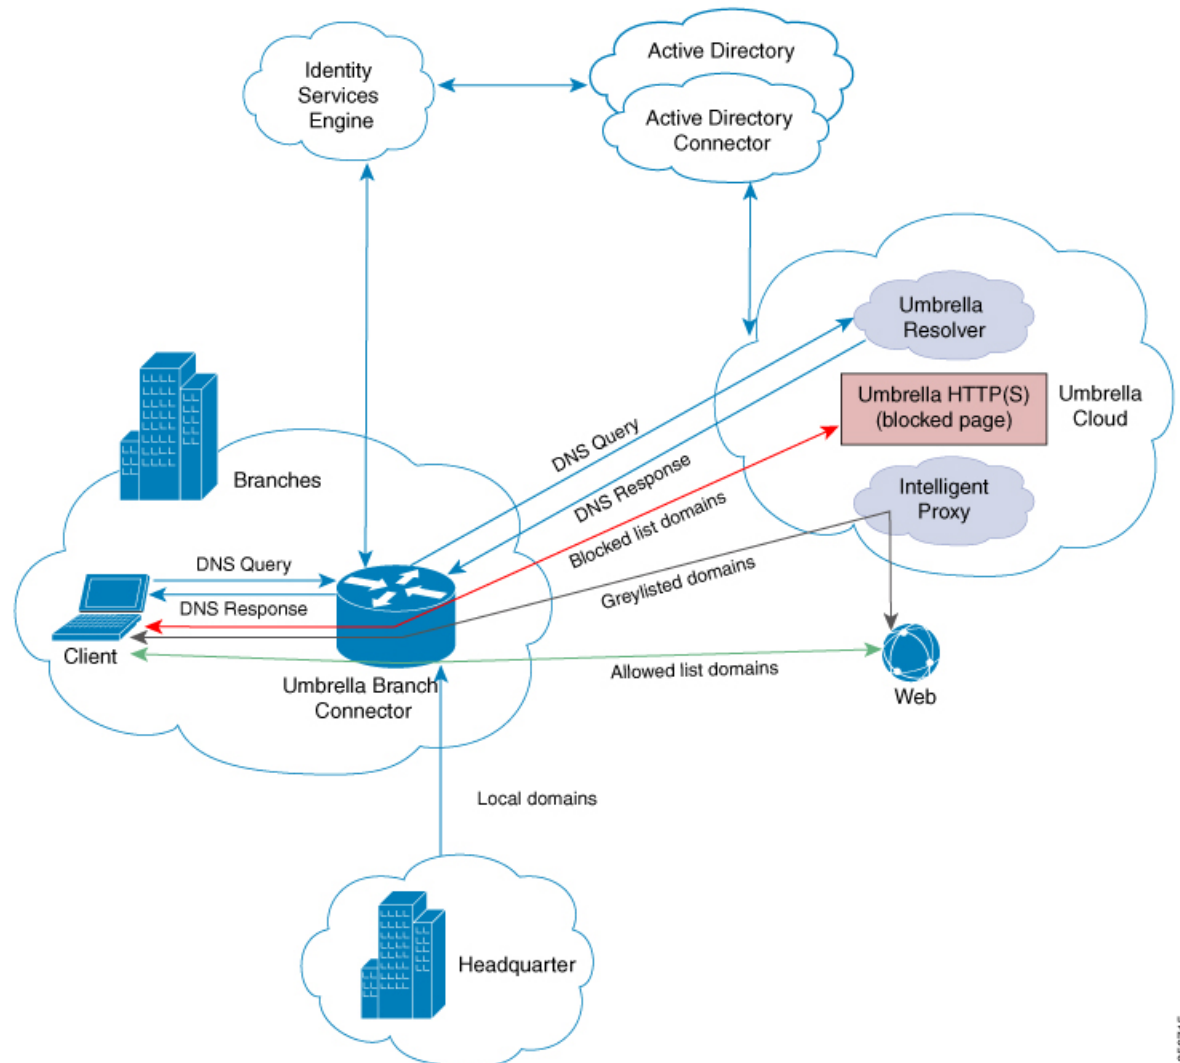 Identity
Services
Engine
Active Directory
Active Directory
Connector
Umbrella
Resolver
Umbrella HTTP(S)
(blocked page)
Umbrella
Cloud
Intelligent
Proxy
DNS Query
DNS Response
Blocked list domains
Greylisted domains
Branches
DNS Query
DNS Response
Client
Umbrella Branch
Connector
Allowed list domains
Web
Local domains
Headquarter